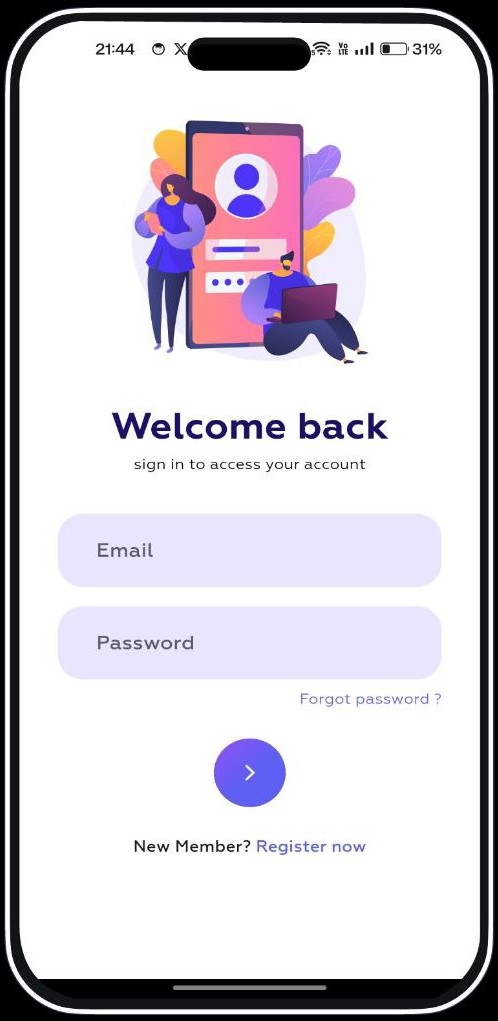 21:44 VoLTE 31%
Welcome back
sign in to access your account
Email
Password
Forgot password ?
New Member? Register now